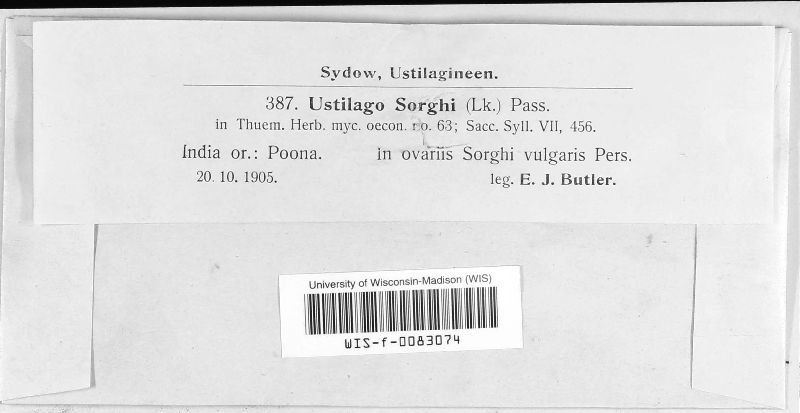 Sydow, Ustilagineen.
387. Ustilago Sorghi (Lk.) Pass.
in Thuem. Herb. myc. oecon. no. 63; Sacc. Syll. VII, 456.
India or.: Poona. in ovariis Sorghi vulgaris Pers.
20. 10. 1905. leg. E. J. Butler.
University of Wisconsin-Madison (WIS)
WIS-f-0083074